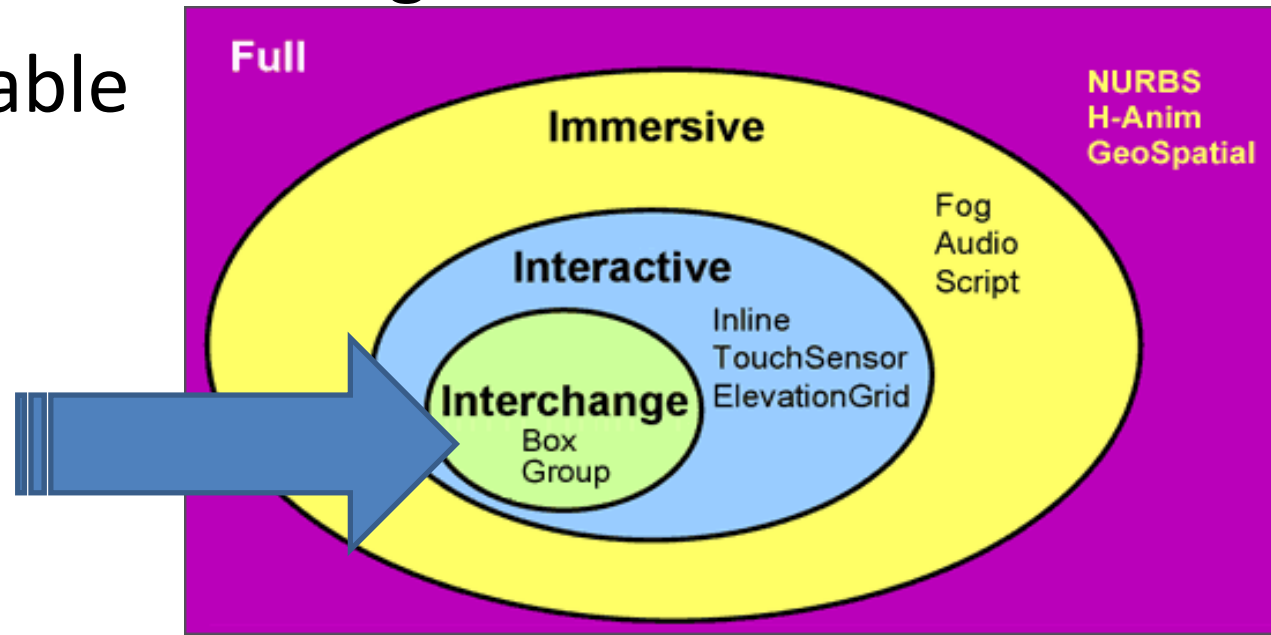 able
Full
NURBS
H-Anim
GeoSpatial
Immersive
Fog
Audio
Script
Interactive
Inline
TouchSensor
ElevationGrid
Interchange
Box
Group